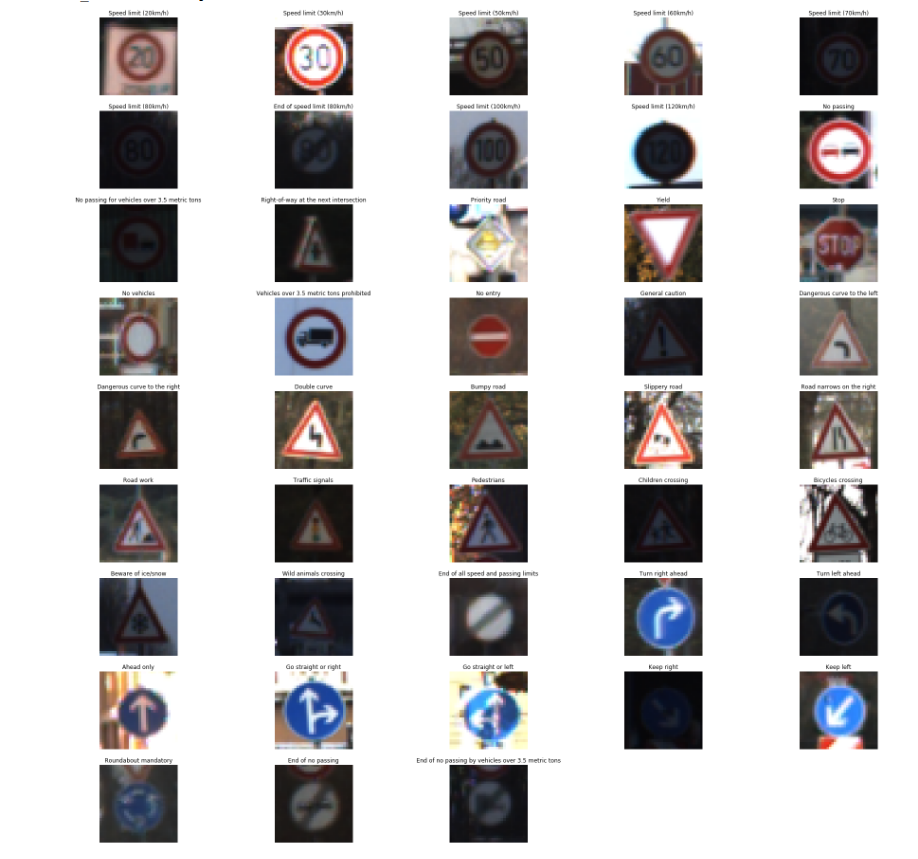 Speed limit (20km/h)
Speed limit (30km/h)
Speed limit (50km/h)
Speed limit (60km/h)
Speed limit (70km/h)
20
30
50
60
70
Speed limit (80km/h)
End of speed limit (80km/h)
Speed limit (100km/h)
Speed limit (120km/h)
No passing
80
80
100
120
No passing for vehicles over 3.5 metric tons
Right-of-way at the next intersection
Priority road
Yield
Stop
STOP
No vehicles
Vehicles over 3.5 metric tons prohibited
No entry
General caution
Dangerous curve to the left
Dangerous curve to the right
Double curve
Bumpy road
Slippery road
Road narrows on the right
Road work
Traffic signals
Pedestrians
Children crossing
Bicycles crossing
Beware of ice/snow
Wild animals crossing
End of all speed and passing limits
Turn right ahead
Turn left ahead
Ahead only
Go straight or right
Go straight or left
Keep right
Keep left
Roundabout mandatory
End of no passing
End of no passing by vehicles over 3.5 metric tons